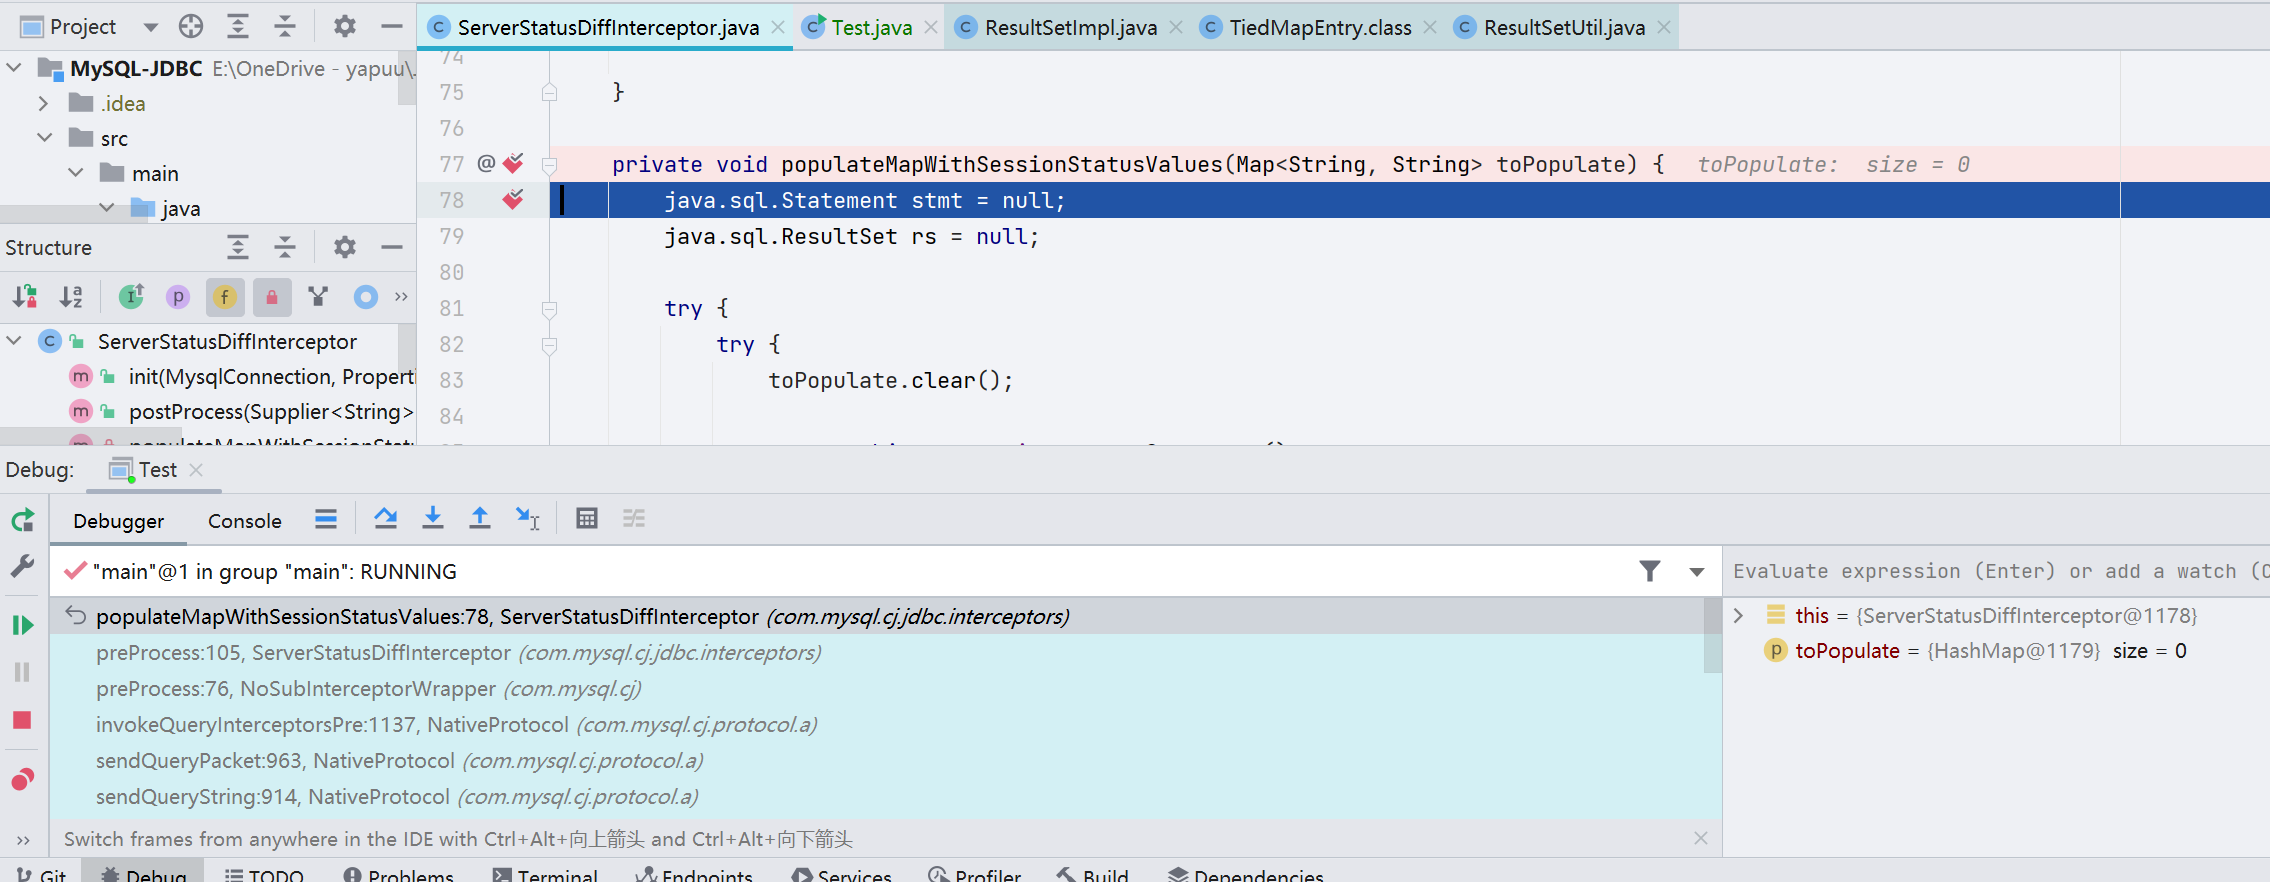 Project
ServerStatusDiffInterceptor.java
Test.java
ResultSetImpl.java
TiedMapEntry.class
ResultSetUtil.java
MySQL-JDBC E:\OneDrive - yapuu\.
.idea
src
main
java
Structure
ServerStatusDiffInterceptor
init(MysqlConnection, Properti
postProcess(Supplier<String>
populateMapWithSessionStatu
74
75 }
76
77 @ private void populateMapWithSessionStatusValues(Map<String, String> toPopulate) { toPopulate: size = 0
78 java.sql.Statement stmt = null;
79 java.sql.ResultSet rs = null;
80
81 try {
82 try {
83 toPopulate.clear();
84
Debug: Test
Debugger Console
"main"@1 in group "main": RUNNING
populateMapWithSessionStatusValues:78, ServerStatusDiffInterceptor (com.mysql.cj.jdbc.interceptors)
preProcess:105, ServerStatusDiffInterceptor (com.mysql.cj.jdbc.interceptors)
preProcess:76, NoSubInterceptorWrapper (com.mysql.cj)
invokeQueryInterceptorsPre:1137, NativeProtocol (com.mysql.cj.protocol.a)
sendQueryPacket:963, NativeProtocol (com.mysql.cj.protocol.a)
sendQueryString:914, NativeProtocol (com.mysql.cj.protocol.a)
Switch frames from anywhere in the IDE with Ctrl+Alt+向上箭头 and Ctrl+Alt+向下箭头
Evaluate expression (Enter) or add a watch (C
this = {ServerStatusDiffInterceptor@1178}
toPopulate = {HashMap@1179} size = 0
Git Debug TODO Problems Terminal Endpoints Services Profiler Build Dependencies